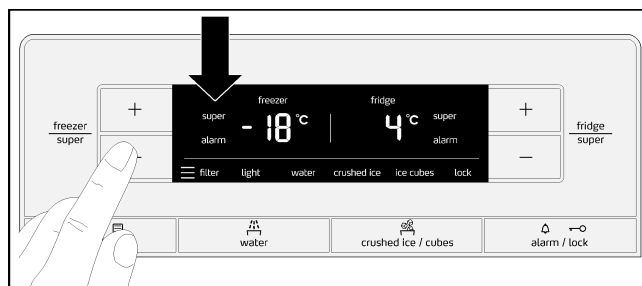 freezer
super
+
−
freezer
super
alarm
-18 °C
fridge
4 °C
super
alarm
filter light water crushed ice ice cubes lock
+
−
fridge
super
water
crushed ice / cubes
alarm / lock